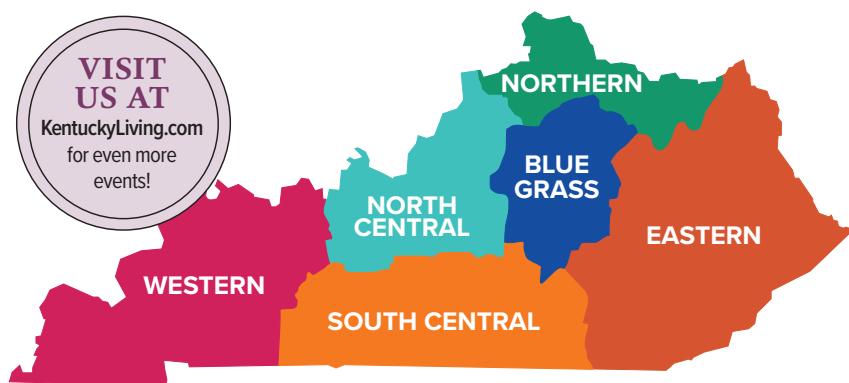 VISIT
US AT
KentuckyLiving.com
for even more
events!
NORTHERN
BLUE
GRASS
NORTH
CENTRAL
EASTERN
WESTERN
SOUTH CENTRAL